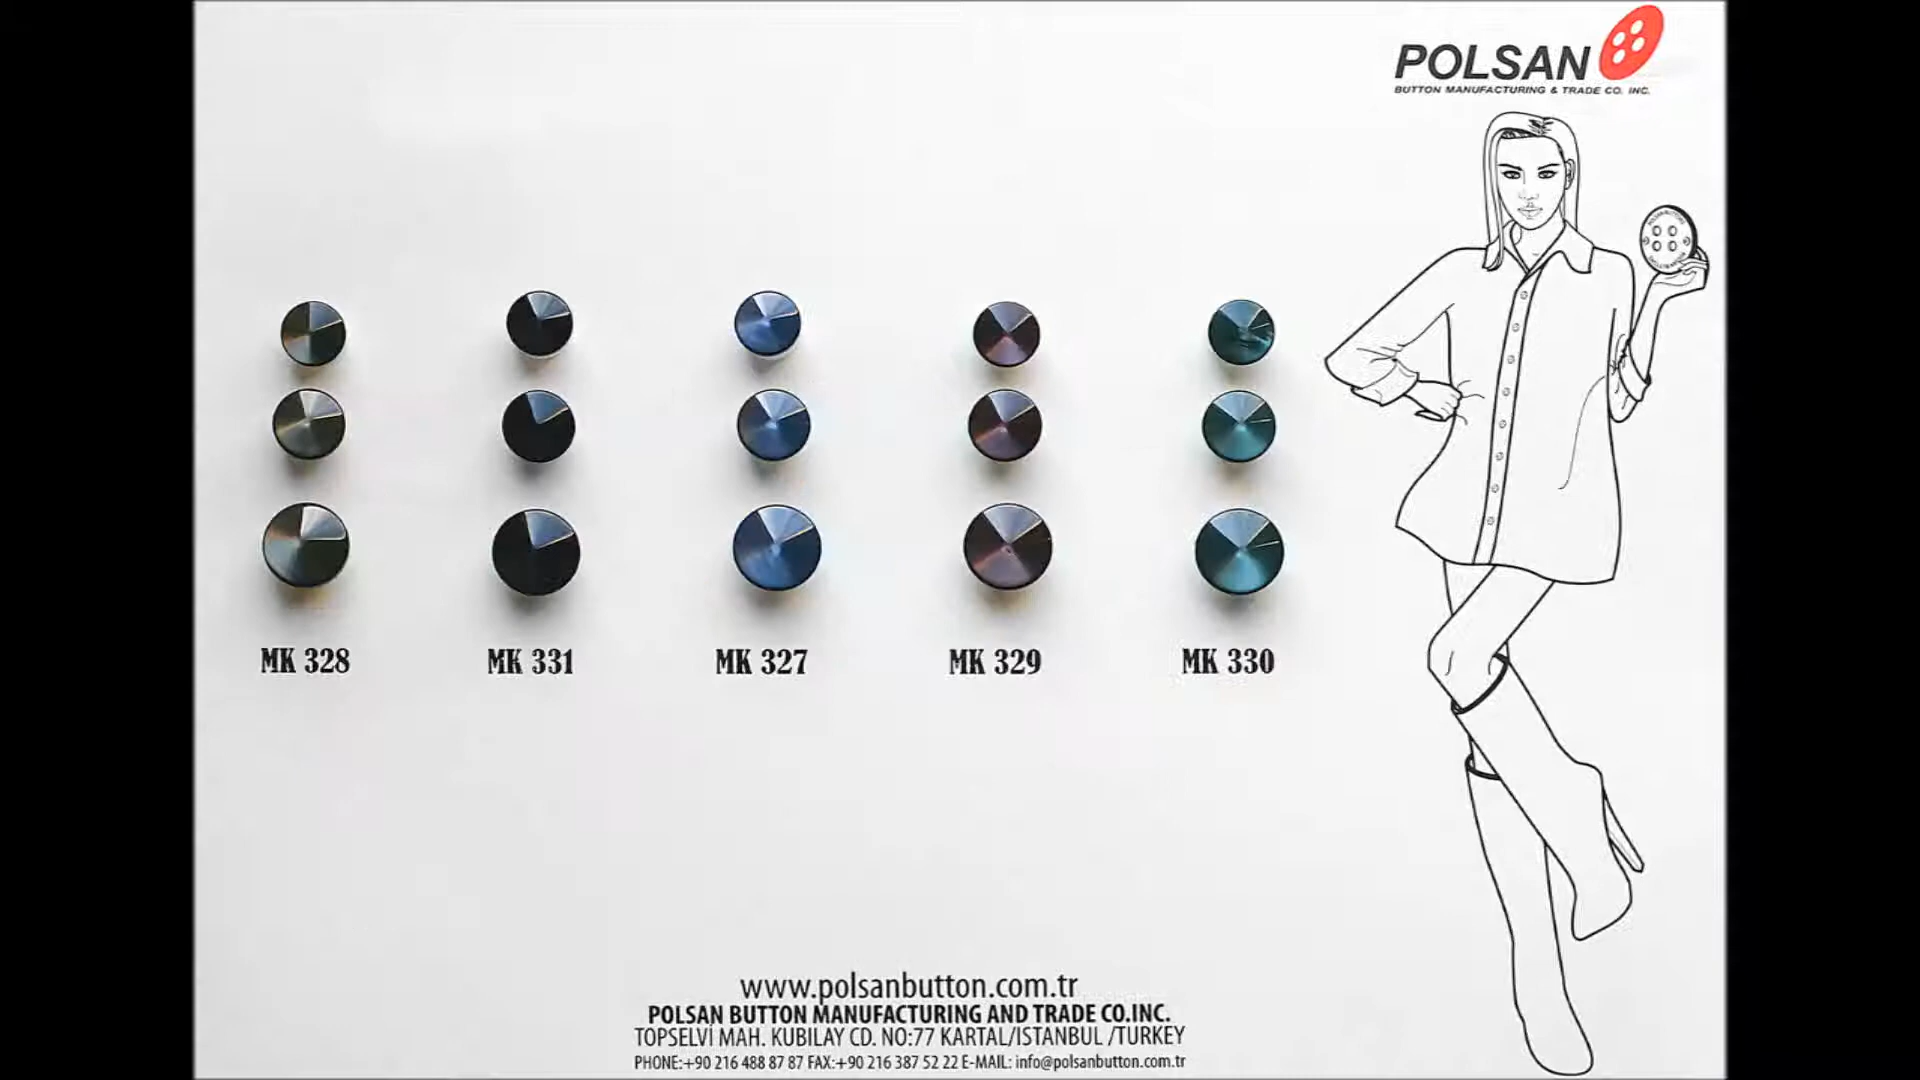 POLSAN
BUTTON MANUFACTURING & TRADE CO. INC.
MK 328
MK 331
MK 327
MK 329
MK 330
www.polsanbutton.com.tr
POLSAN BUTTON MANUFACTURING AND TRADE CO.INC.
TOPSELVİ MAH. KUBILAY CD. NO:77 KARTAL/ISTANBUL /TURKEY
PHONE:+90 216 488 87 87 FAX:+90 216 387 52 22 E-MAIL: info@polsanbutton.com.tr